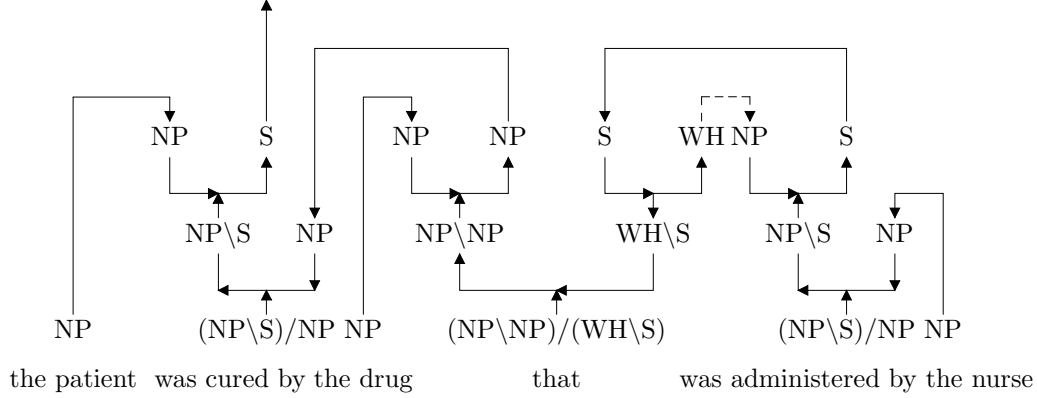 NP S NP NP S WH NP S
NP\S NP NP\NP WH\S NP\S NP
NP (NP\S)/NP NP (NP\NP)/(WH\S) (NP\S)/NP NP
the patient was cured by the drug that was administered by the nurse